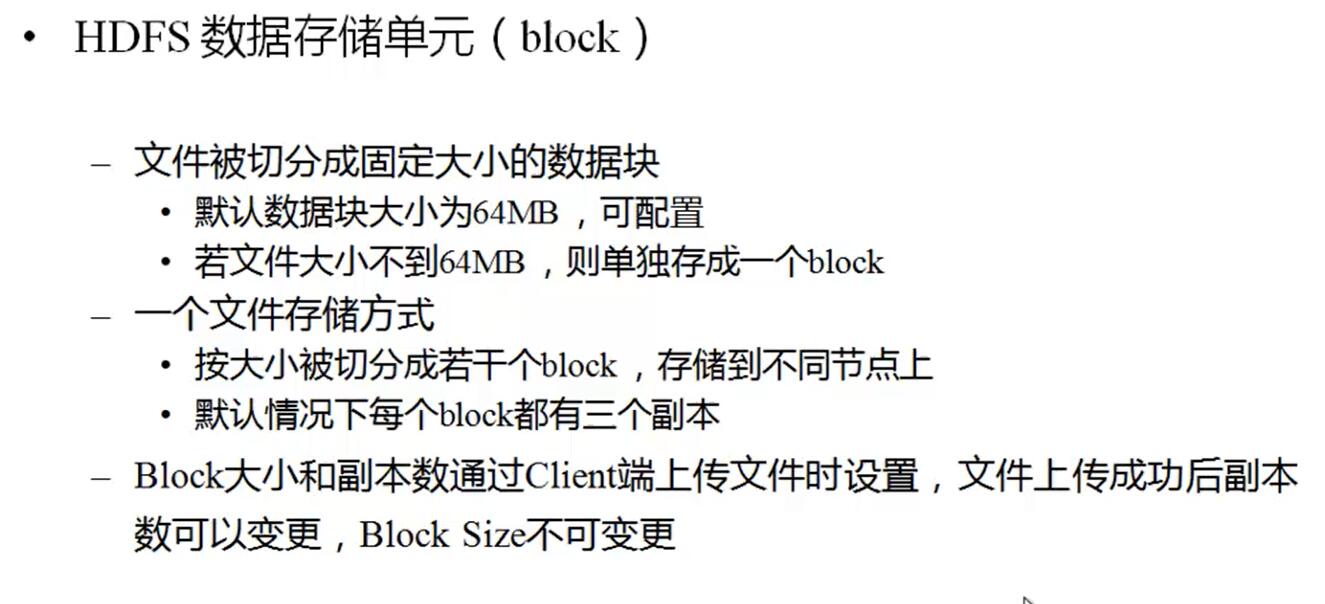 • HDFS 数据存储单元（block）
– 文件被切分成固定大小的数据块
• 默认数据块大小为64MB，可配置
• 若文件大小不到64MB，则单独存成一个block
– 一个文件存储方式
• 按大小被切分成若干个block，存储到不同节点上
• 默认情况下每个block都有三个副本
– Block大小和副本数通过Client端上传文件时设置，文件上传成功后副本
数可以变更，Block Size不可变更